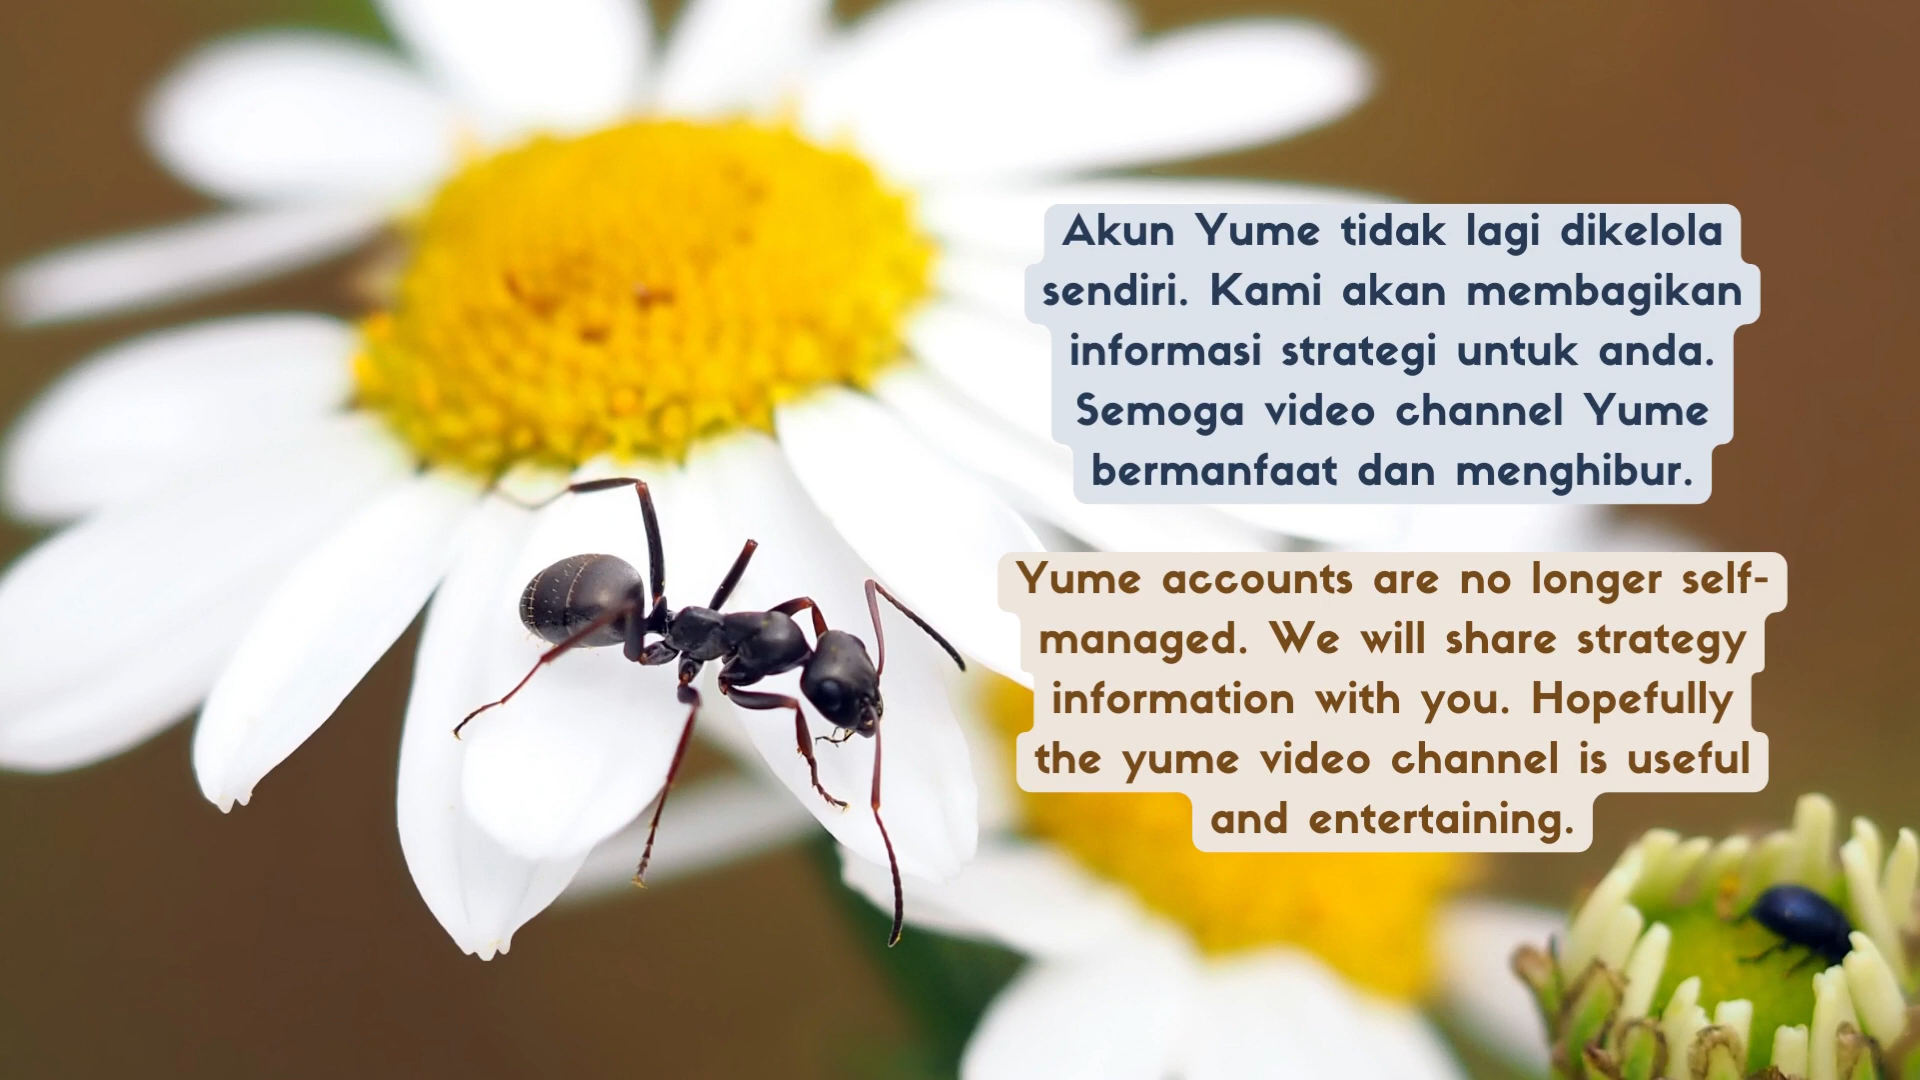 Akun Yume tidak lagi dikelola
sendiri. Kami akan membagikan
informasi strategi untuk anda.
Semoga video channel Yume
bermanfaat dan menghibur.
Yume accounts are no longer self-
managed. We will share strategy
information with you. Hopefully
the yume video channel is useful
and entertaining.